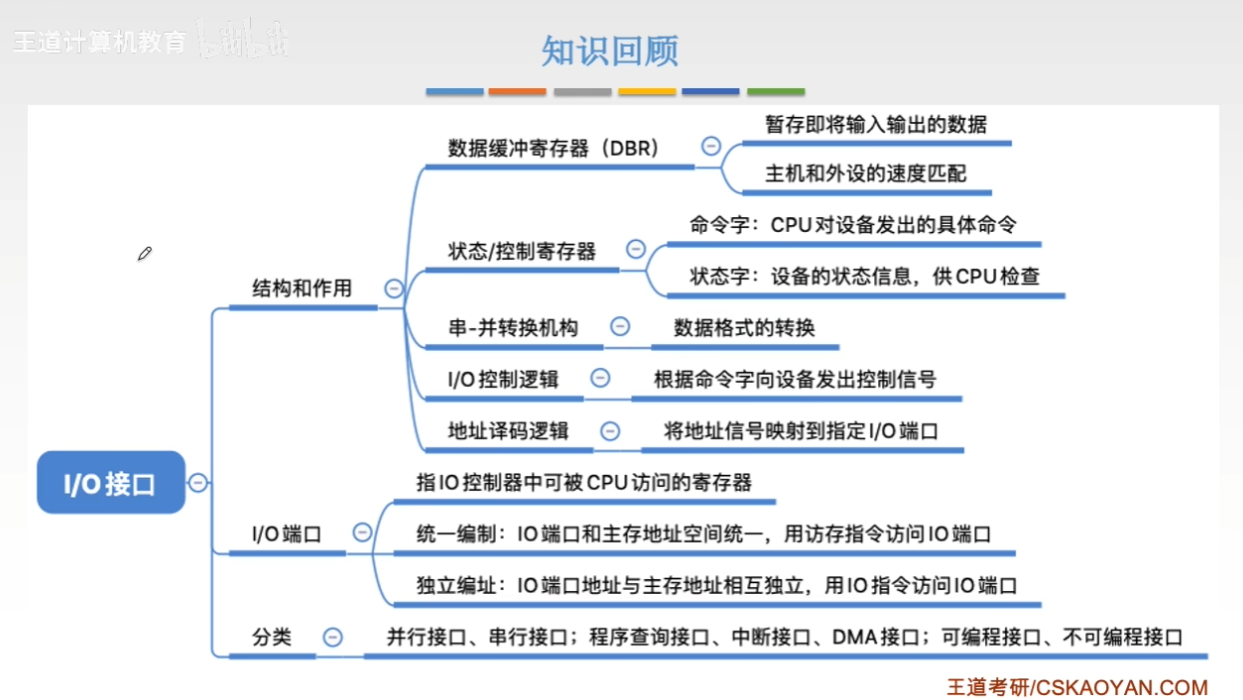 王道计算机教育 bilibili
知识回顾
数据缓冲寄存器（DBR）
暂存即将输入输出的数据
主机和外设的速度匹配
状态/控制寄存器
命令字：CPU对设备发出的具体命令
状态字：设备的状态信息，供CPU检查
结构和作用
串-并转换机构
数据格式的转换
I/O控制逻辑
根据命令字向设备发出控制信号
地址译码逻辑
将地址信号映射到指定I/O端口
I/O接口
I/O端口
指IO控制器中可被CPU访问的寄存器
统一编制：IO端口和主存地址空间统一，用访存指令访问IO端口
独立编址：IO端口地址与主存地址相互独立，用IO指令访问IO端口
分类
并行接口、串行接口；程序查询接口、中断接口、DMA接口；可编程接口、不可编程接口
王道考研/CSKAOYAN.COM